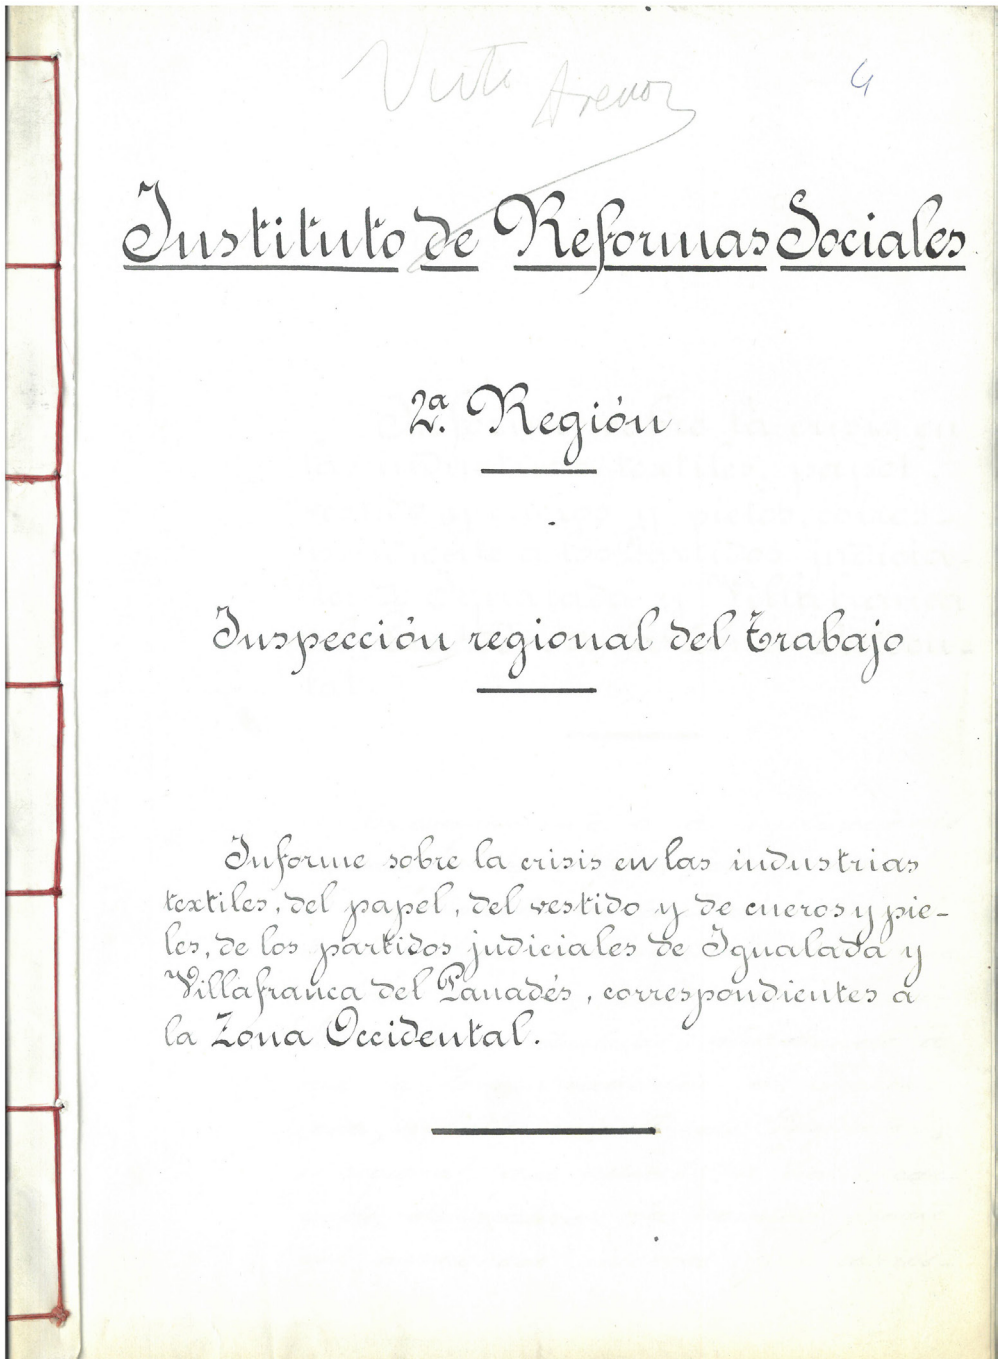 Visto
4
Instituto de Reformas Sociales
2ª. Región
Inspección regional del Trabajo
Informe sobre la crisis en las industrias
textiles, del papel, del vestido y de cueros y pie-
les, de los partidos judiciales de Igualada y
Villafranca del Panadés, correspondientes á
la Zona Occidental.